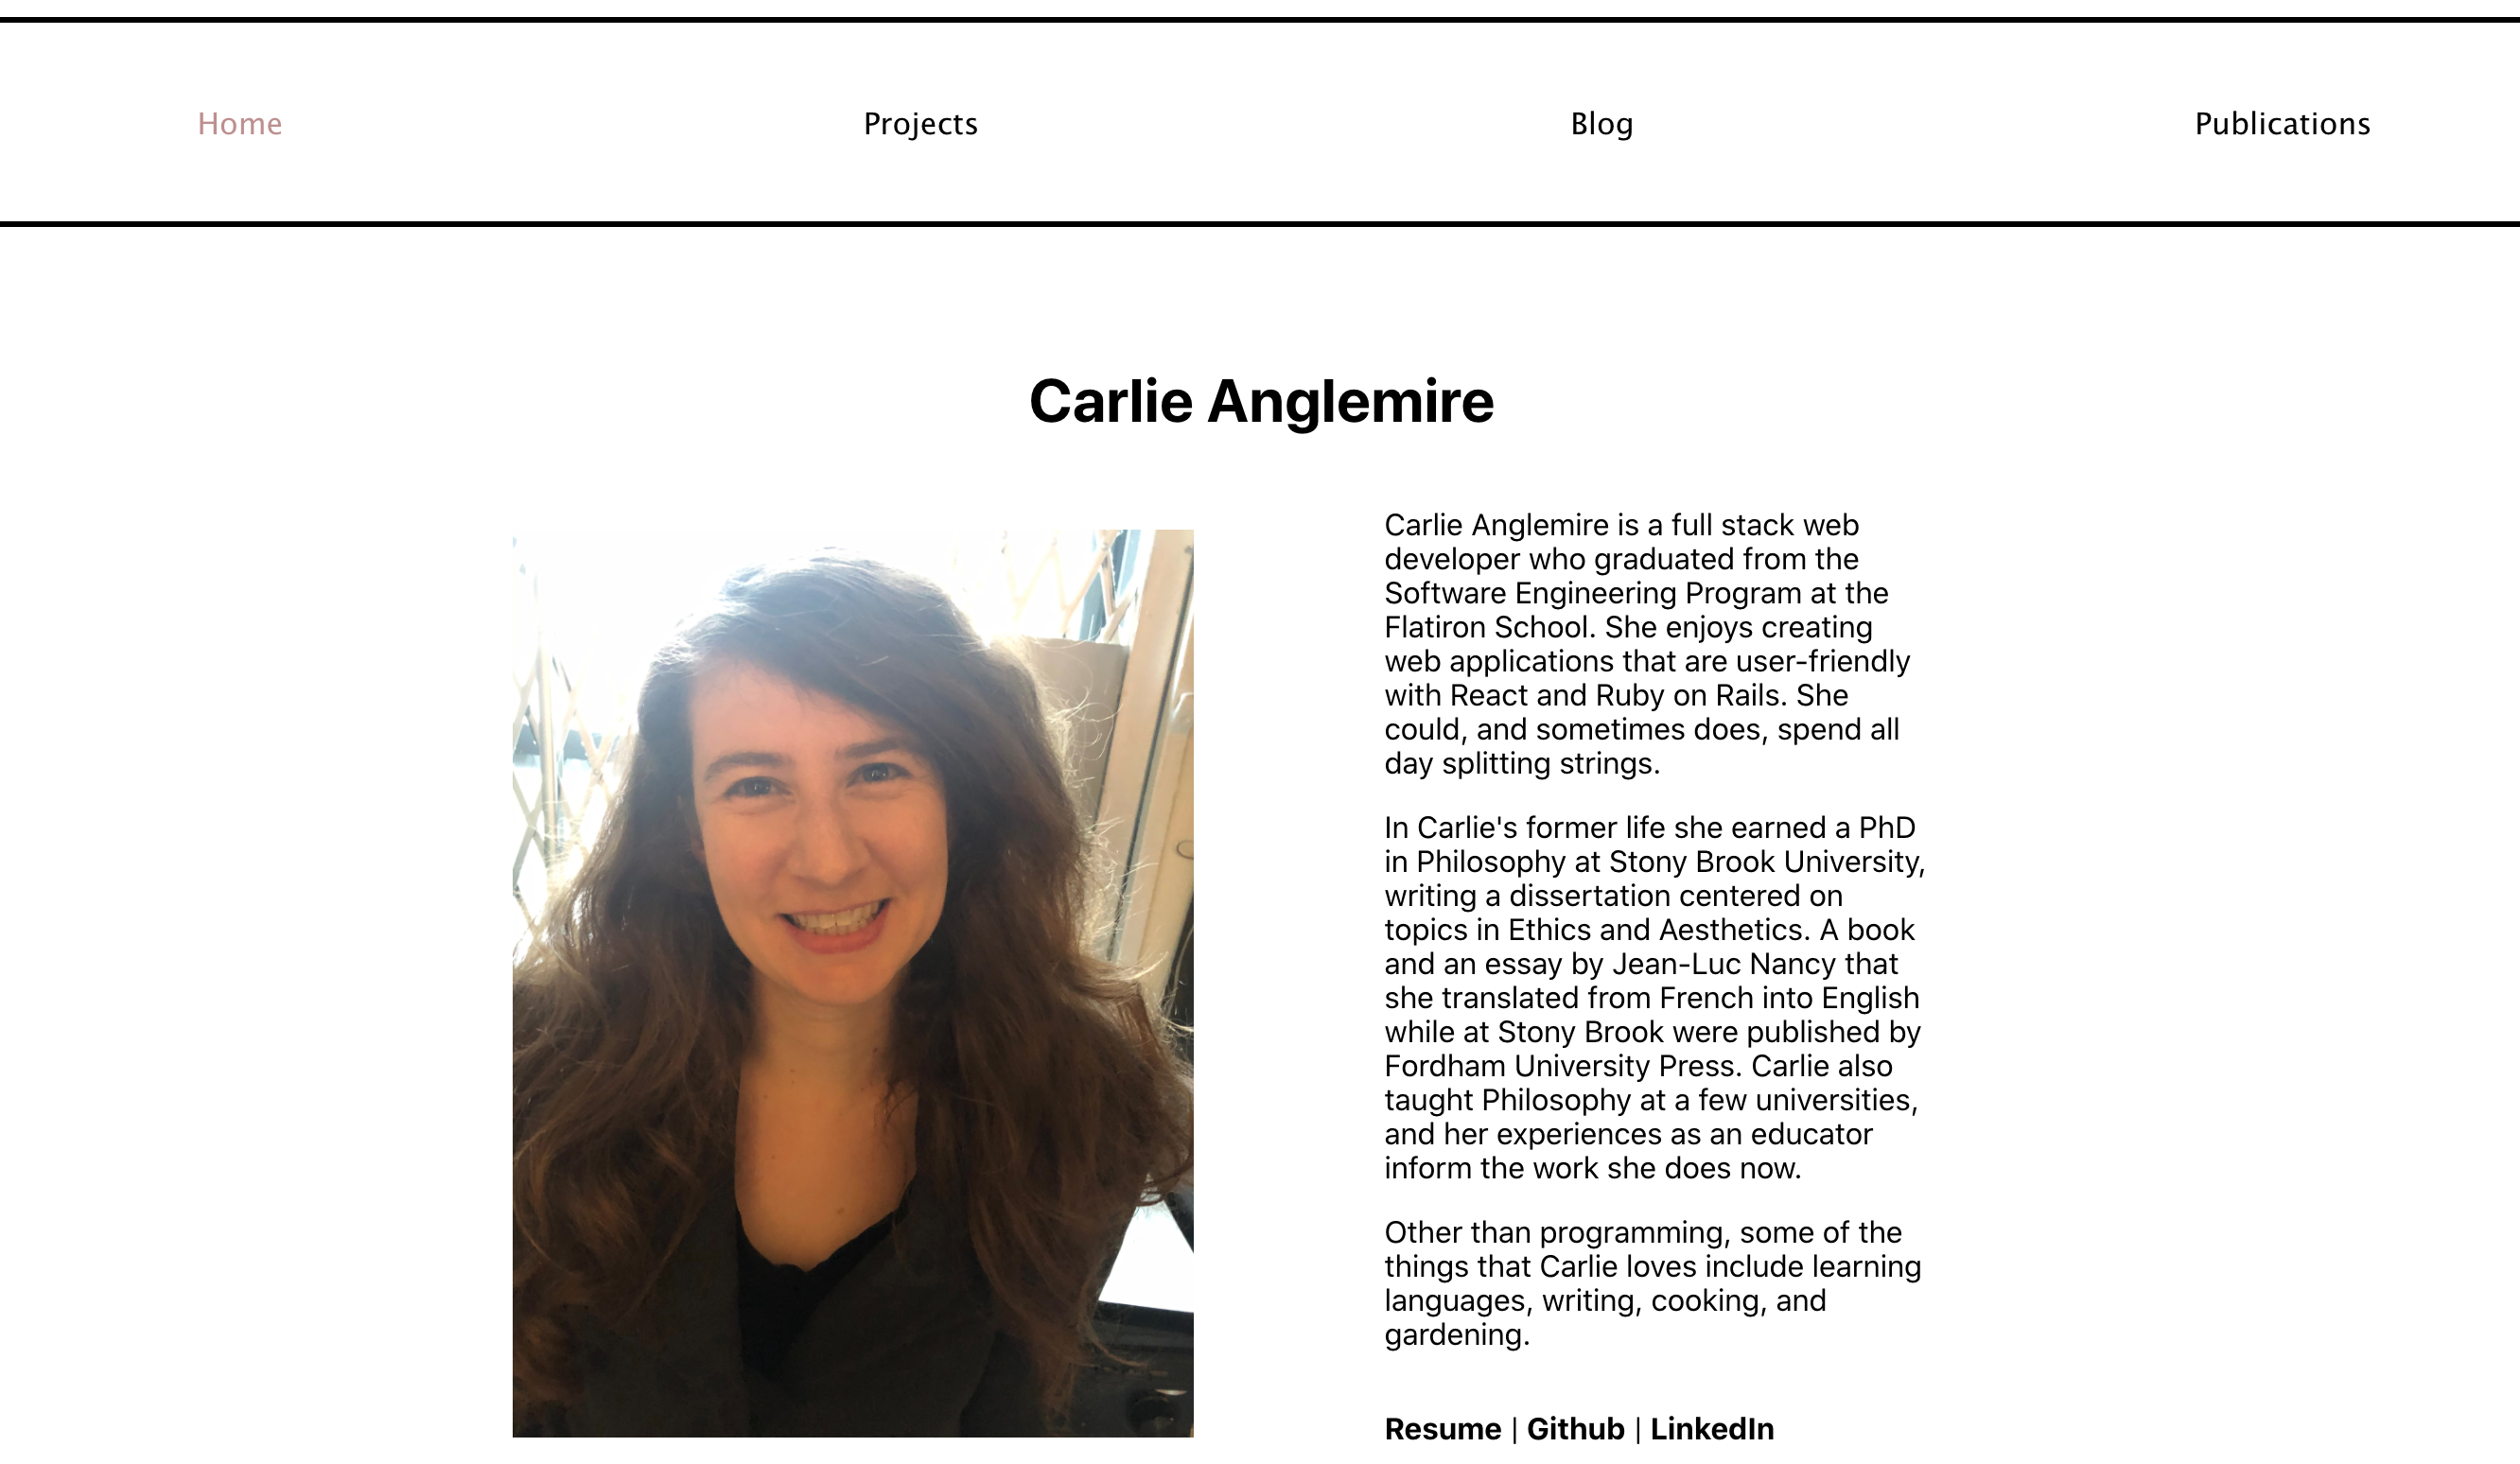 Home
Projects
Blog
Publications
Carlie Anglemire
Carlie Anglemire is a full stack web
developer who graduated from the
Software Engineering Program at the
Flatiron School. She enjoys creating
web applications that are user-friendly
with React and Ruby on Rails. She
could, and sometimes does, spend all
day splitting strings.
In Carlie's former life she earned a PhD
in Philosophy at Stony Brook University,
writing a dissertation centered on
topics in Ethics and Aesthetics. A book
and an essay by Jean-Luc Nancy that
she translated from French into English
while at Stony Brook were published by
Fordham University Press. Carlie also
taught Philosophy at a few universities,
and her experiences as an educator
inform the work she does now.
Other than programming, some of the
things that Carlie loves include learning
languages, writing, cooking, and
gardening.
Resume | Github | LinkedIn